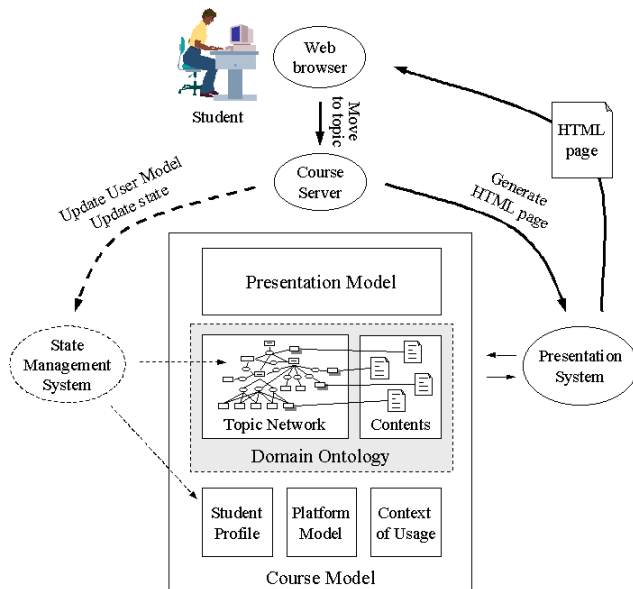 Web
browser
Student
Move
to topic
HTML
page
Course
Server
Update User Model
Update state
Generate
HTML page
Presentation Model
State
Management
System
Presentation
System
Topic Network
Contents
Domain Ontology
Student
Profile
Platform
Model
Context
of Usage
Course Model